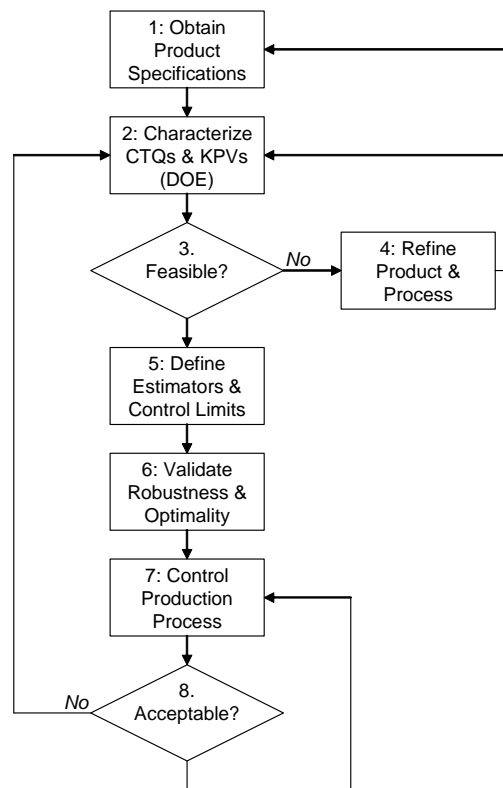 1: Obtain
Product
Specifications
2: Characterize
CTQs & KPVs
(DOE)
3.
Feasible?
No
4: Refine
Product &
Process
5: Define
Estimators &
Control Limits
6: Validate
Robustness &
Optimality
7: Control
Production
Process
8.
Acceptable?
No